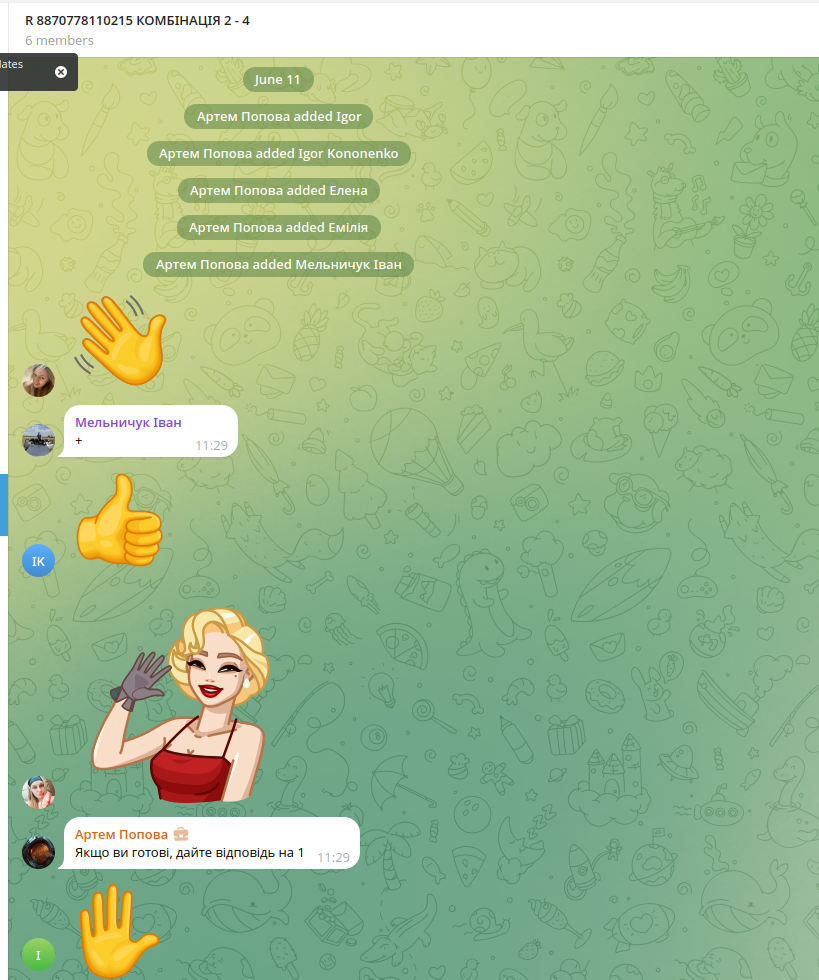 R 8870778110215 КОМБІНАЦІЯ 2 - 4
6 members
June 11
Артем Попова added Igor
Артем Попова added Igor Kononenko
Артем Попова added Елена
Артем Попова added Емілія
Артем Попова added Мельничук Іван
Мельничук Іван
+
11:29
IK
Артем Попова
Якщо ви готові, дайте відповідь на 1
11:29
I